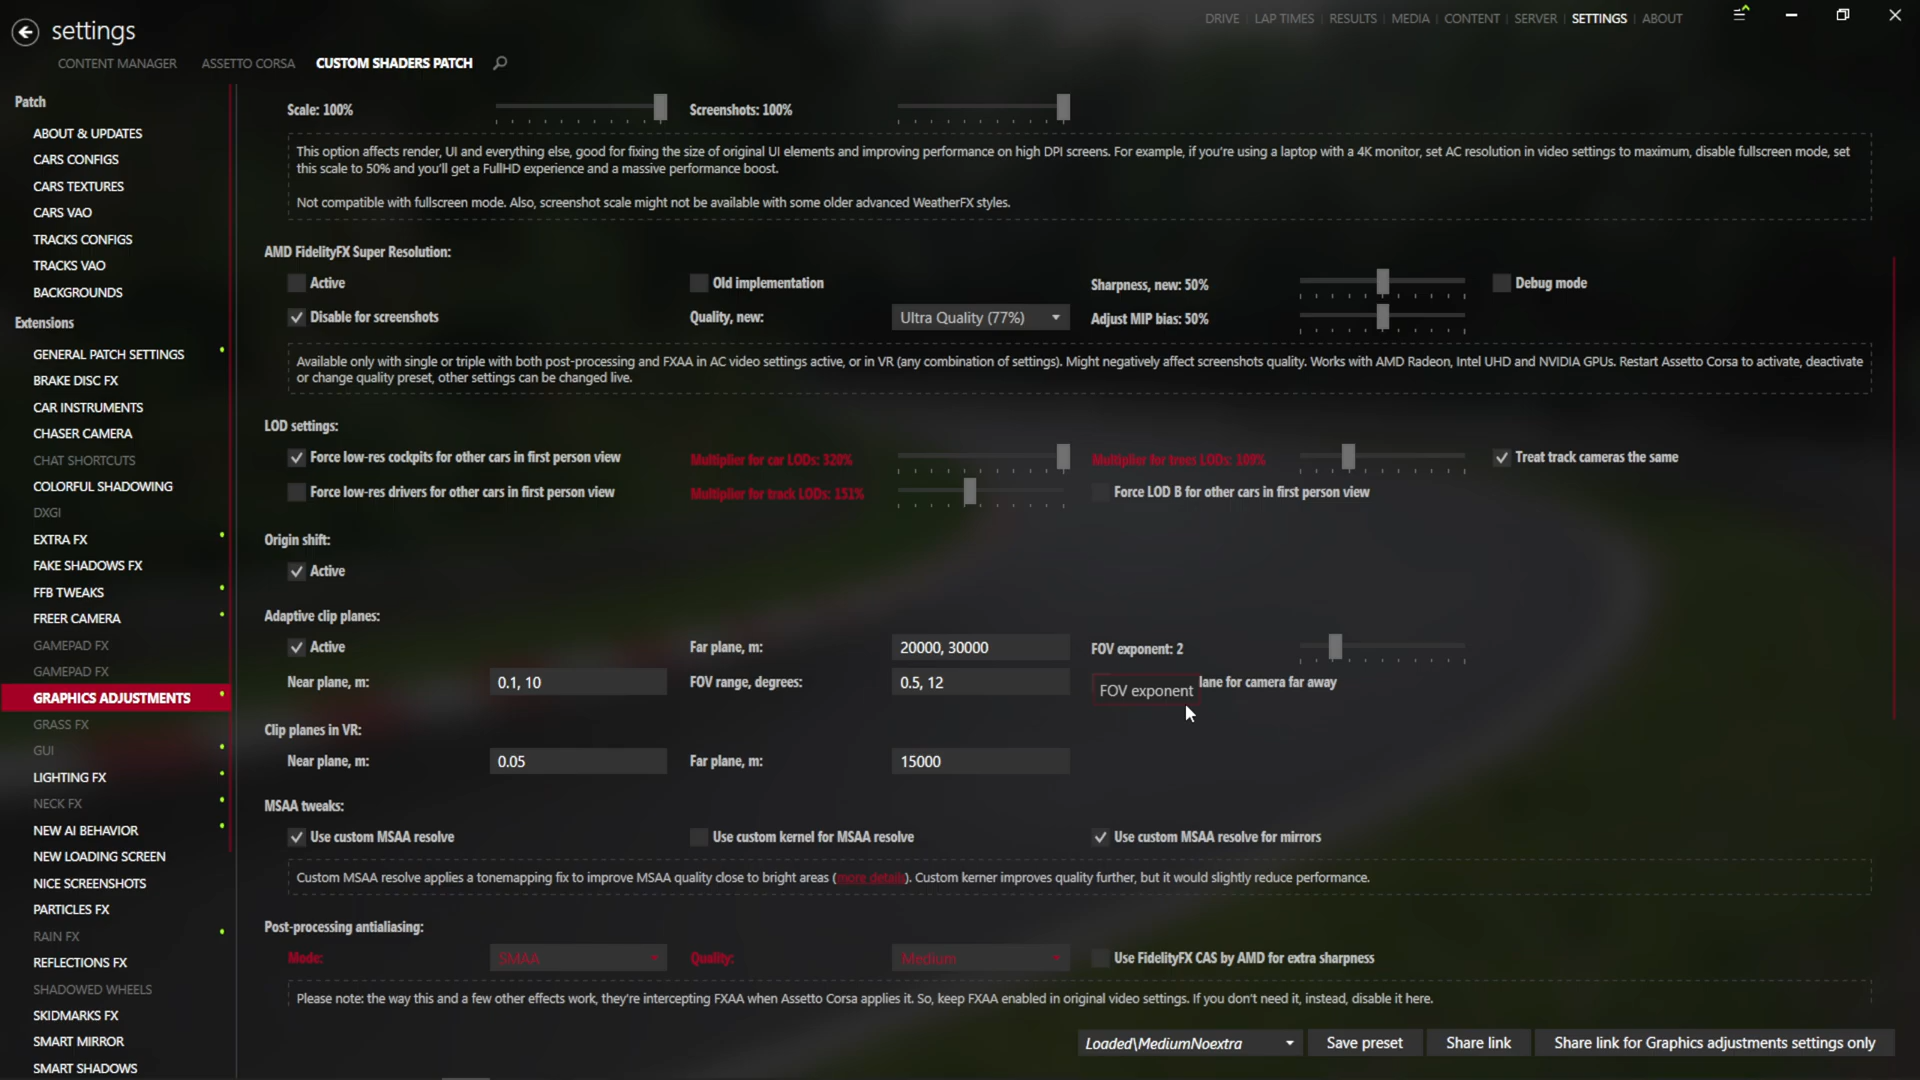 settings
DRIVE | LAP TIMES | RESULTS | MEDIA | CONTENT | SERVER | SETTINGS | ABOUT
CONTENT MANAGER ASSETTO CORSA CUSTOM SHADERS PATCH
Patch
ABOUT & UPDATES
CARS CONFIGS
CARS TEXTURES
CARS VAO
TRACKS CONFIGS
TRACKS VAO
BACKGROUNDS
Extensions
GENERAL PATCH SETTINGS
BRAKE DISC FX
CAR INSTRUMENTS
CHASER CAMERA
CHAT SHORTCUTS
COLORFUL SHADOWING
DXGI
EXTRA FX
FAKE SHADOWS FX
FFB TWEAKS
FREER CAMERA
GAMEPAD FX
GAMEPAD FX
GRAPHICS ADJUSTMENTS
GRASS FX
GUI
LIGHTING FX
NECK FX
NEW AI BEHAVIOR
NEW LOADING SCREEN
NICE SCREENSHOTS
PARTICLES FX
RAIN FX
REFLECTIONS FX
SHADOWED WHEELS
SKIDMARKS FX
SMART MIRROR
SMART SHADOWS
Scale: 100% Screenshots: 100%
This option affects render, UI and everything else, good for fixing the size of original UI elements and improving performance on high DPI screens. For example, if you're using a laptop with a 4K monitor, set AC resolution in video settings to maximum, disable fullscreen mode, set
this scale to 50% and you'll get a FullHD experience and a massive performance boost.
Not compatible with fullscreen mode. Also, screenshot scale might not be available with some older advanced WeatherFX styles.
AMD FidelityFX Super Resolution:
Active Old implementation Sharpness, new: 50% Debug mode
Disable for screenshots Quality, new: Ultra Quality (77%) Adjust MIP bias: 50%
Available only with single or triple with both post-processing and FXAA in AC video settings active, or in VR (any combination of settings). Might negatively affect screenshots quality. Works with AMD Radeon, Intel UHD and NVIDIA GPUs. Restart Assetto Corsa to activate, deactivate
or change quality preset, other settings can be changed live.
LOD settings:
Force low-res cockpits for other cars in first person view Multiplier for car LODs: 320% Multiplier for trees LODs: 109% Treat track cameras the same
Force low-res drivers for other cars in first person view Multiplier for track LODs: 151% Force LOD B for other cars in first person view
Origin shift:
Active
Adaptive clip planes:
Active Far plane, m: 20000, 30000 FOV exponent: 2
Near plane, m: 0.1, 10 FOV range, degrees: 0.5, 12 FOV exponent lane for camera far away
Clip planes in VR:
Near plane, m: 0.05 Far plane, m: 15000
MSAA tweaks:
Use custom MSAA resolve Use custom kernel for MSAA resolve Use custom MSAA resolve for mirrors
Custom MSAA resolve applies a tonemapping fix to improve MSAA quality close to bright areas (more details). Custom kerner improves quality further, but it would slightly reduce performance.
Post-processing antialiasing:
Mode: SMAA Quality: Medium Use FidelityFX CAS by AMD for extra sharpness
Please note: the way this and a few other effects work, they're intercepting FXAA when Assetto Corsa applies it. So, keep FXAA enabled in original video settings. If you don't need it, instead, disable it here.
Loaded\MediumNoextra Save preset Share link Share link for Graphics adjustments settings only